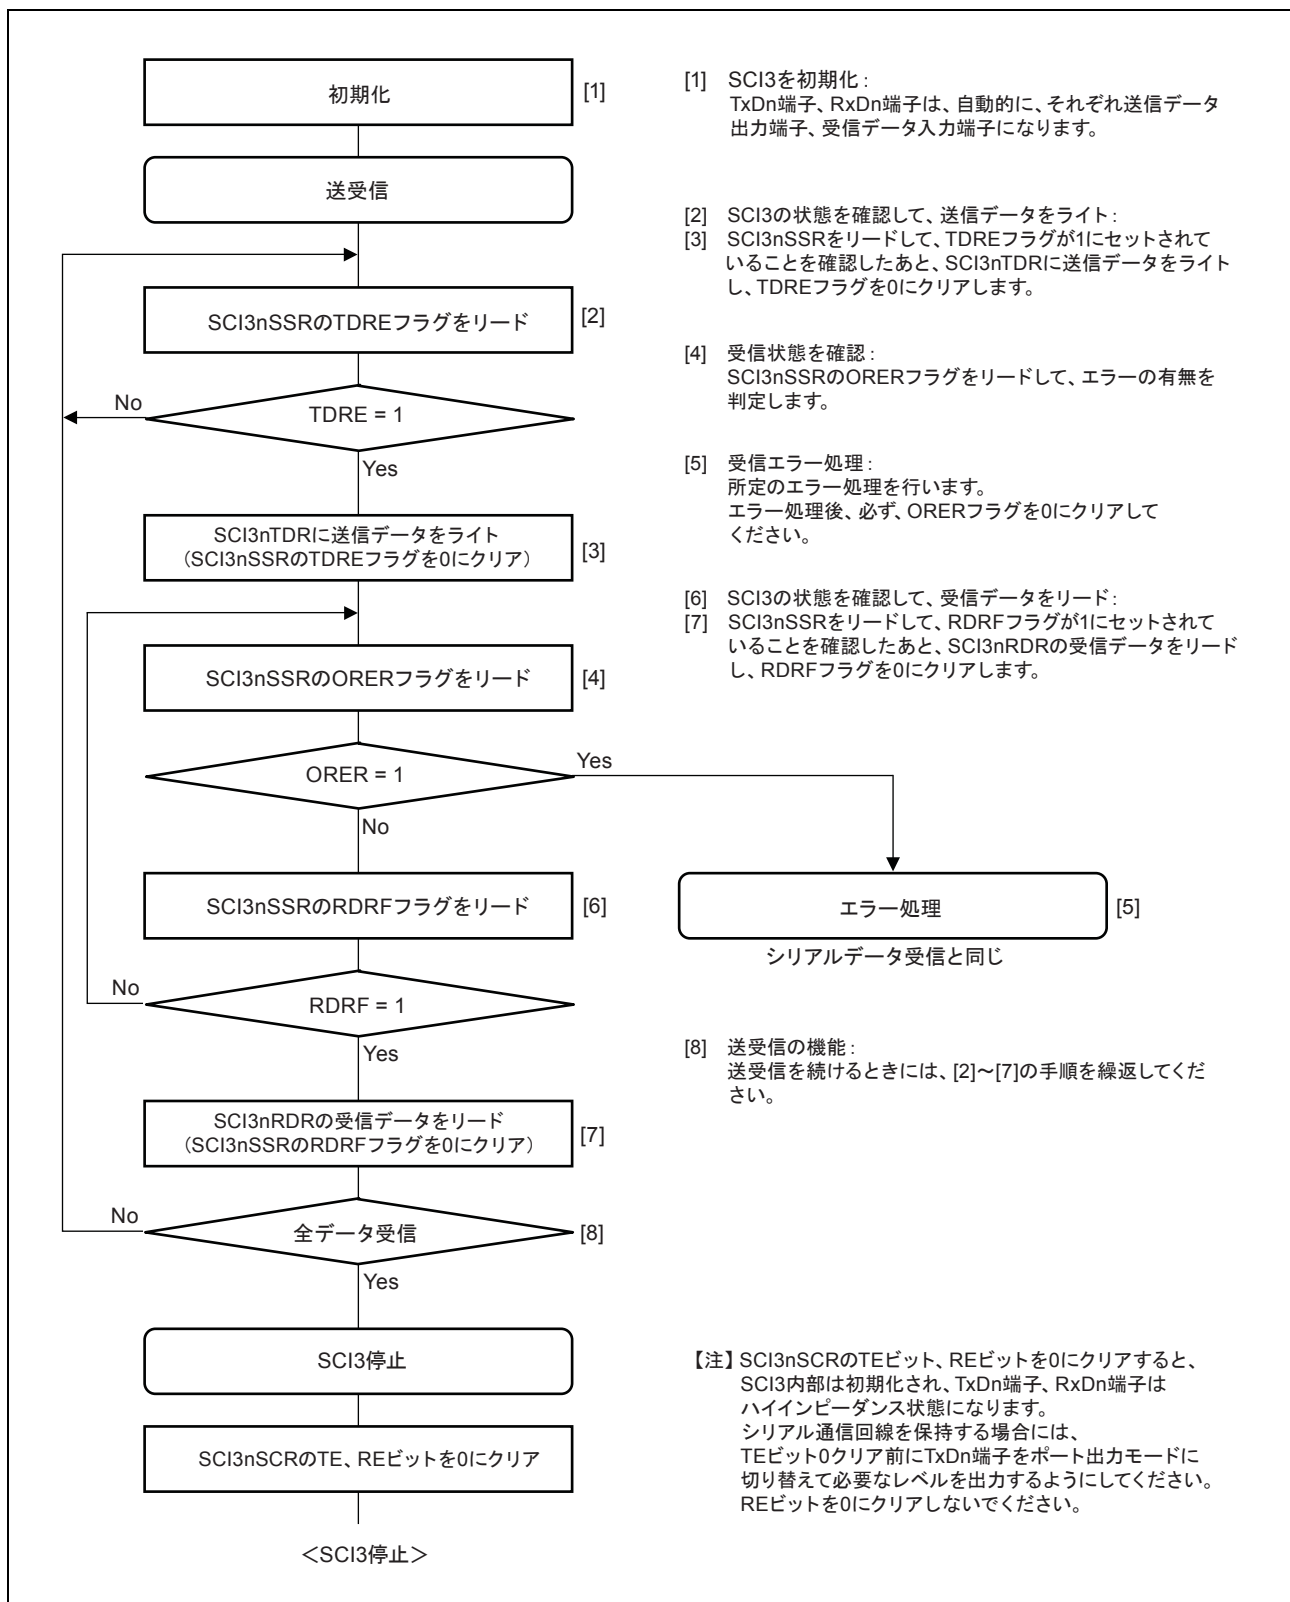 初期化
[1]
送受信
SCI3nSSRのTDREフラグをリード
[2]
No
TDRE = 1
Yes
SCI3nTDRに送信データをライト
（SCI3nSSRのTDREフラグを0にクリア）
[3]
SCI3nSSRのORERフラグをリード
[4]
ORER = 1
Yes
No
SCI3nSSRのRDRFフラグをリード
[6]
エラー処理
[5]
シリアルデータ受信と同じ
No
RDRF = 1
Yes
SCI3nRDRの受信データをリード
（SCI3nSSRのRDRFフラグを0にクリア）
[7]
No
全データ受信
[8]
Yes
SCI3停止
SCI3nSCRのTE、REビットを0にクリア
＜SCI3停止＞
[1] SCI3を初期化：
TxDn端子、RxDn端子は、自動的に、それぞれ送信データ
出力端子、受信データ入力端子になります。
[2] SCI3の状態を確認して、送信データをライト：
[3] SCI3nSSRをリードして、TDREフラグが1にセットされて
いることを確認したあと、SCI3nTDRに送信データをライト
し、TDREフラグを0にクリアします。
[4] 受信状態を確認：
SCI3nSSRのORERフラグをリードして、エラーの有無を
判定します。
[5] 受信エラー処理：
所定のエラー処理を行います。
エラー処理後、必ず、ORERフラグを0にクリアして
ください。
[6] SCI3の状態を確認して、受信データをリード：
[7] SCI3nSSRをリードして、RDRFフラグが1にセットされて
いることを確認したあと、SCI3nRDRの受信データをリード
し、RDRFフラグを0にクリアします。
[8] 送受信の機能：
送受信を続けるときには、[2]～[7]の手順を繰返してくだ
さい。
【注】SCI3nSCRのTEビット、REビットを0にクリアすると、
SCI3内部は初期化され、TxDn端子、RxDn端子は
ハイインピーダンス状態になります。
シリアル通信回線を保持する場合には、
TEビット0クリア前にTxDn端子をポート出力モードに
切り替えて必要なレベルを出力するようにしてください。
REビットを0にクリアしないでください。